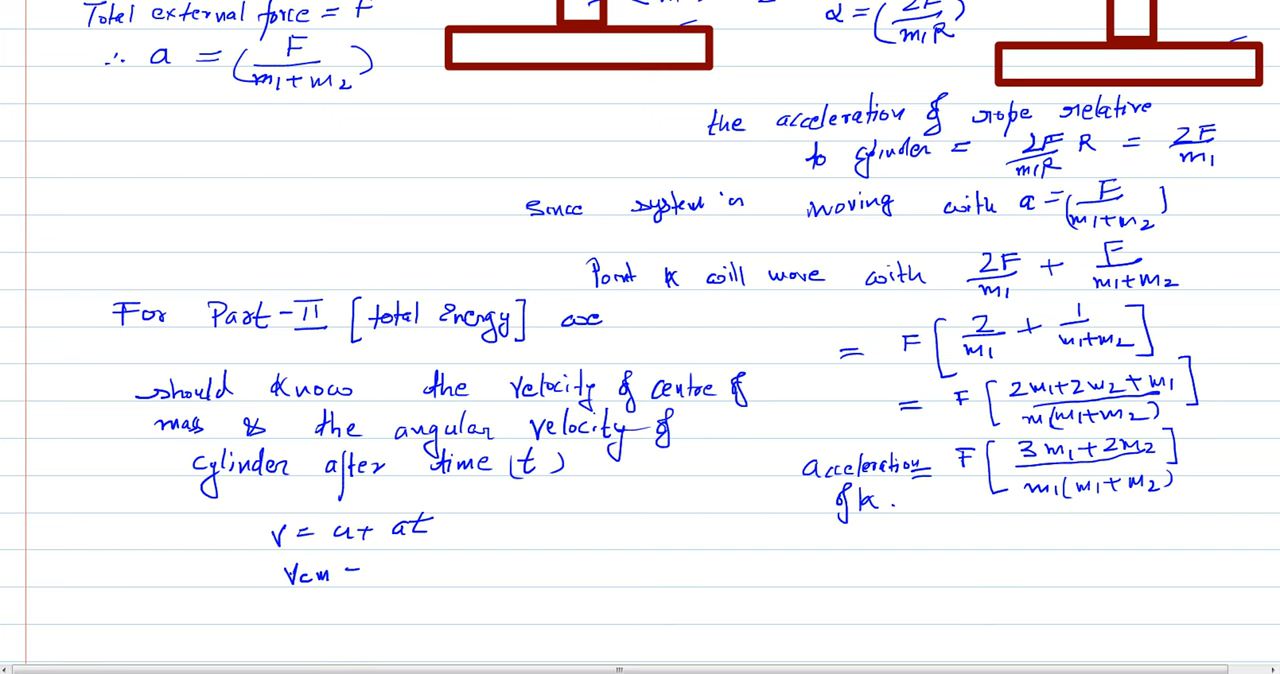 Total external force = F
∴ a = (F/(m1+m2))
α = (2F/(m1R))
the acceleration of rope relative
to cylinder = 2F/(m1R) R = 2F/m1
Since system is moving with a = (F/(m1+m2)]
Point K will move with 2F/m1 + F/(m1+m2)
= F[2/m1 + 1/(m1+m2)]
= F[(2m1+2m2+m1)/(m(m1+m2))]
acceleration of K. = F[(3m1+2m2)/(m1(m1+m2))]
For Part-II [total Energy] we
should know the velocity of centre of
mass & the angular velocity of
cylinder after time (t)
v = u + at
Vcm =